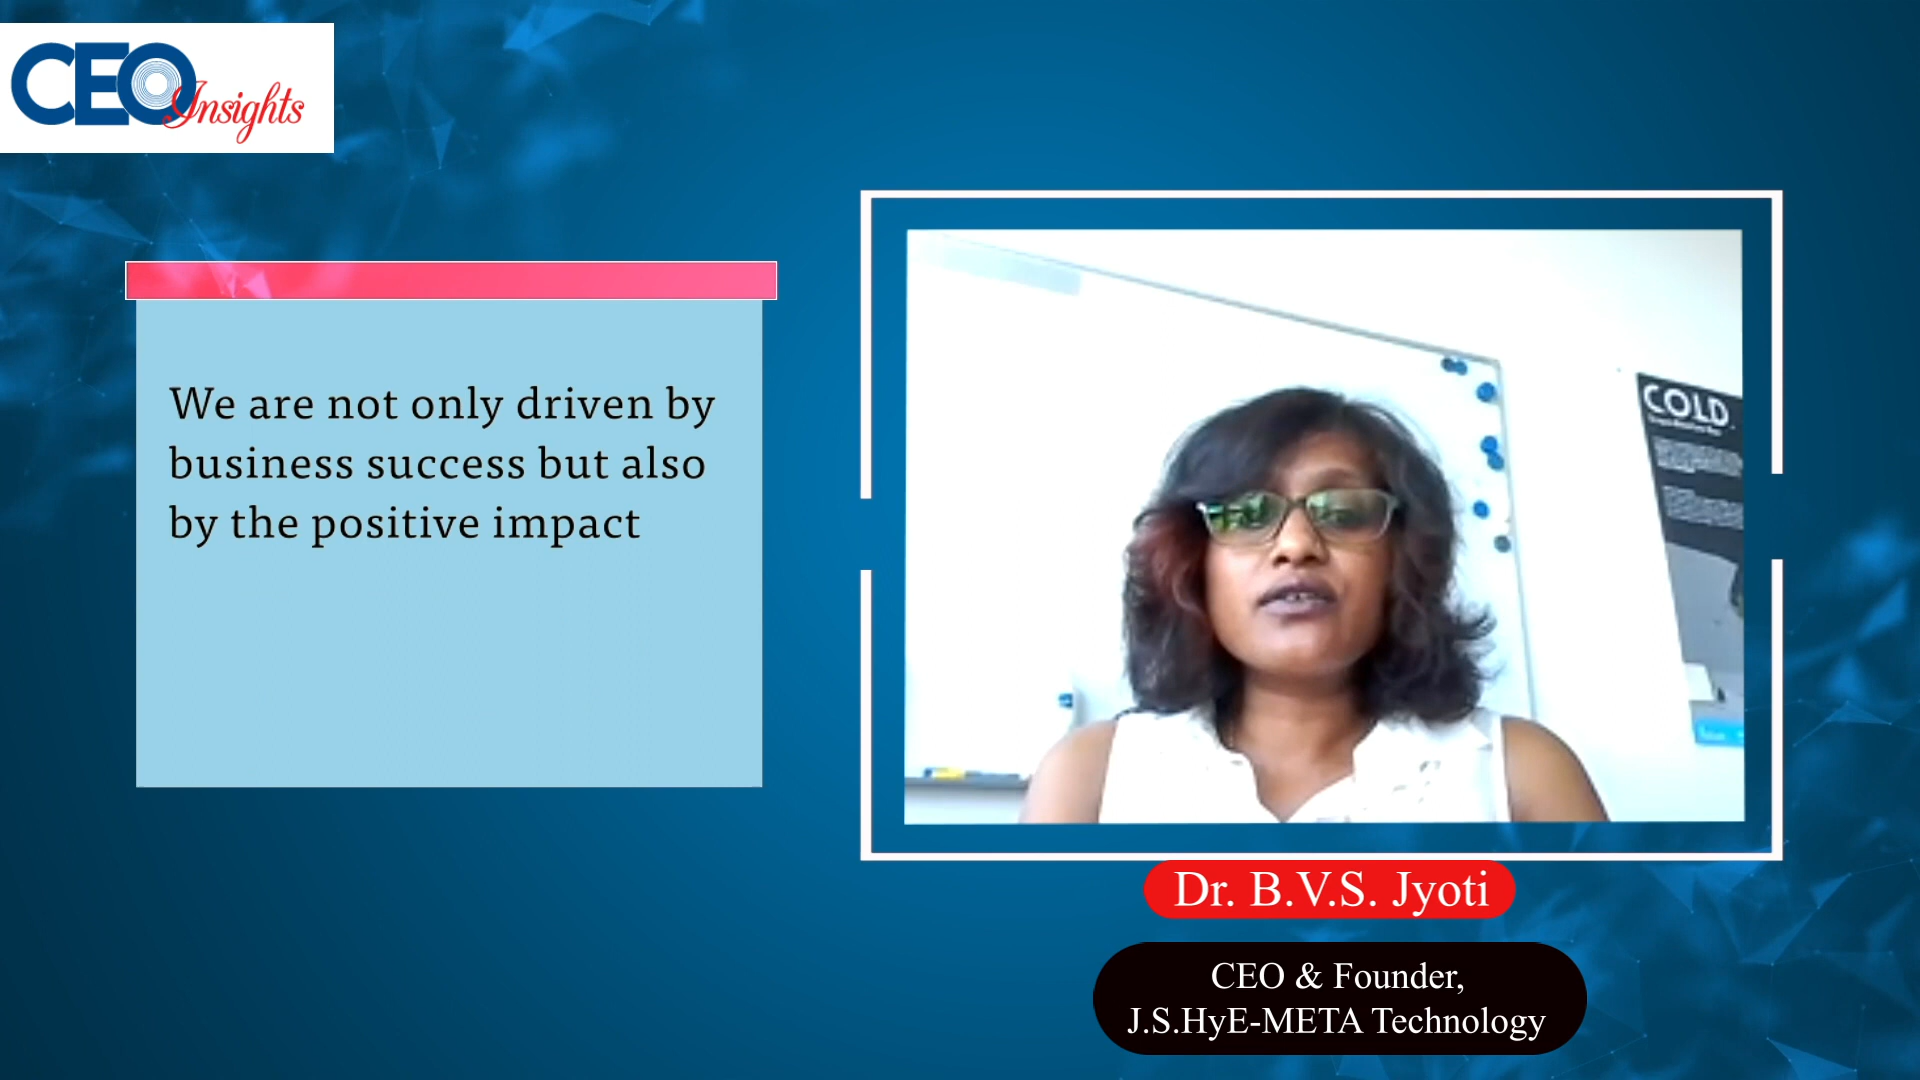 CEO Insights
We are not only driven by
business success but also
by the positive impact
COLD
Dr. B.V.S. Jyoti
CEO & Founder,
J.S.HyE-META Technology